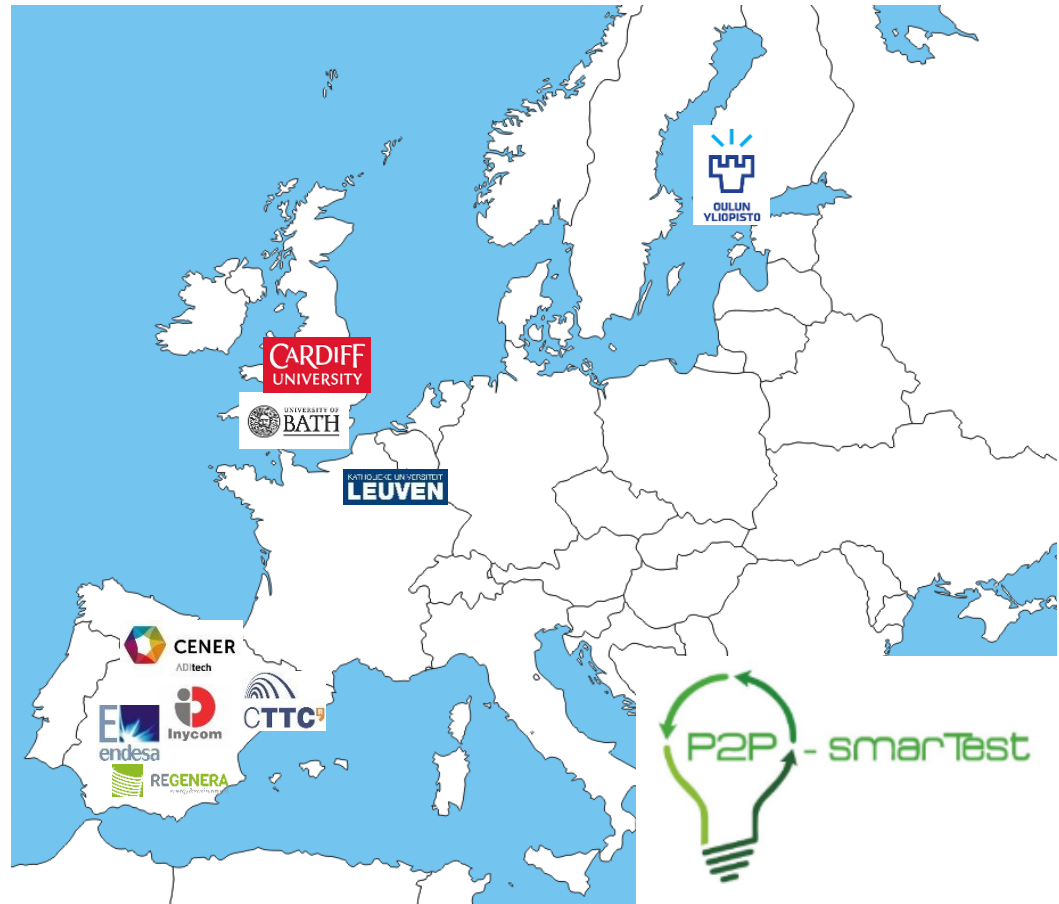 OULUN
YLIOPISTO
CARDIFF
UNIVERSITY
UNIVERSITY OF
BATH
KATHOLIEKE UNIVERSITEIT
LEUVEN
CENER
ADItech
CTTC
Inycom
endesa
REGENERA
P2P - smarTest